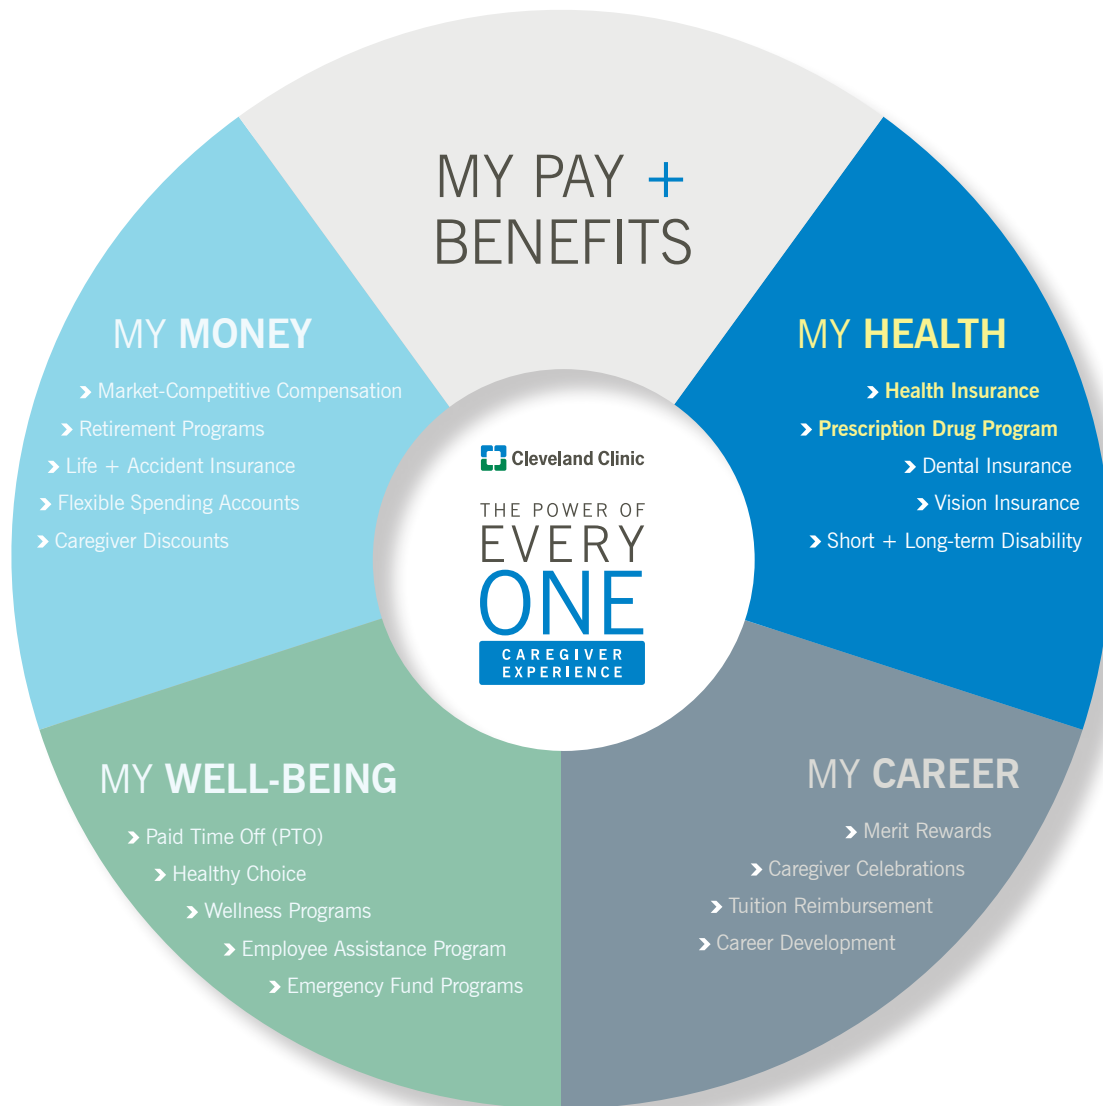 MY PAY +
BENEFITS
MY MONEY
› Market-Competitive Compensation
› Retirement Programs
› Life + Accident Insurance
› Flexible Spending Accounts
› Caregiver Discounts
MY HEALTH
› Health Insurance
› Prescription Drug Program
› Dental Insurance
› Vision Insurance
› Short + Long-term Disability
Cleveland Clinic
THE POWER OF
EVERY
ONE
CAREGIVER
EXPERIENCE
MY WELL-BEING
› Paid Time Off (PTO)
› Healthy Choice
› Wellness Programs
› Employee Assistance Program
› Emergency Fund Programs
MY CAREER
› Merit Rewards
› Caregiver Celebrations
› Tuition Reimbursement
› Career Development